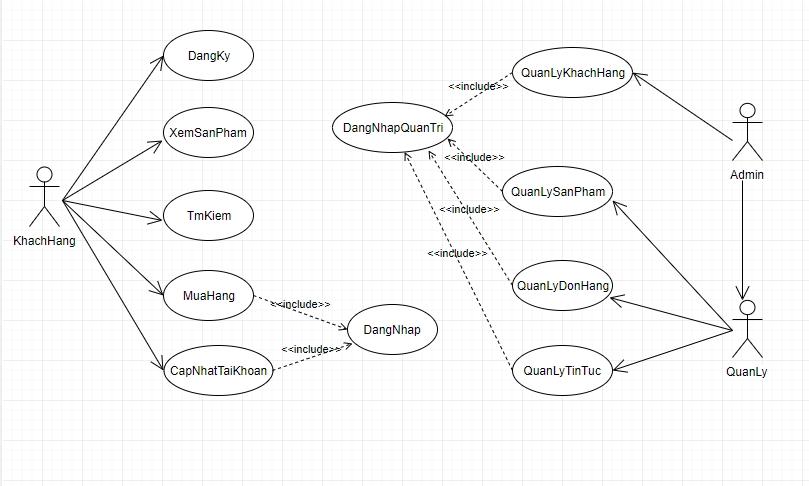 DangKy
QuanLyKhachHang
<<include>>
DangNhapQuanTri
XemSanPham
<<include>>
Admin
QuanLySanPham
<<include>>
TmKiem
KhachHang
<<include>>
QuanLyDonHang
MuaHang
<<include>>
DangNhap
<<include>>
CapNhatTaiKhoan
QuanLyTinTuc
QuanLy